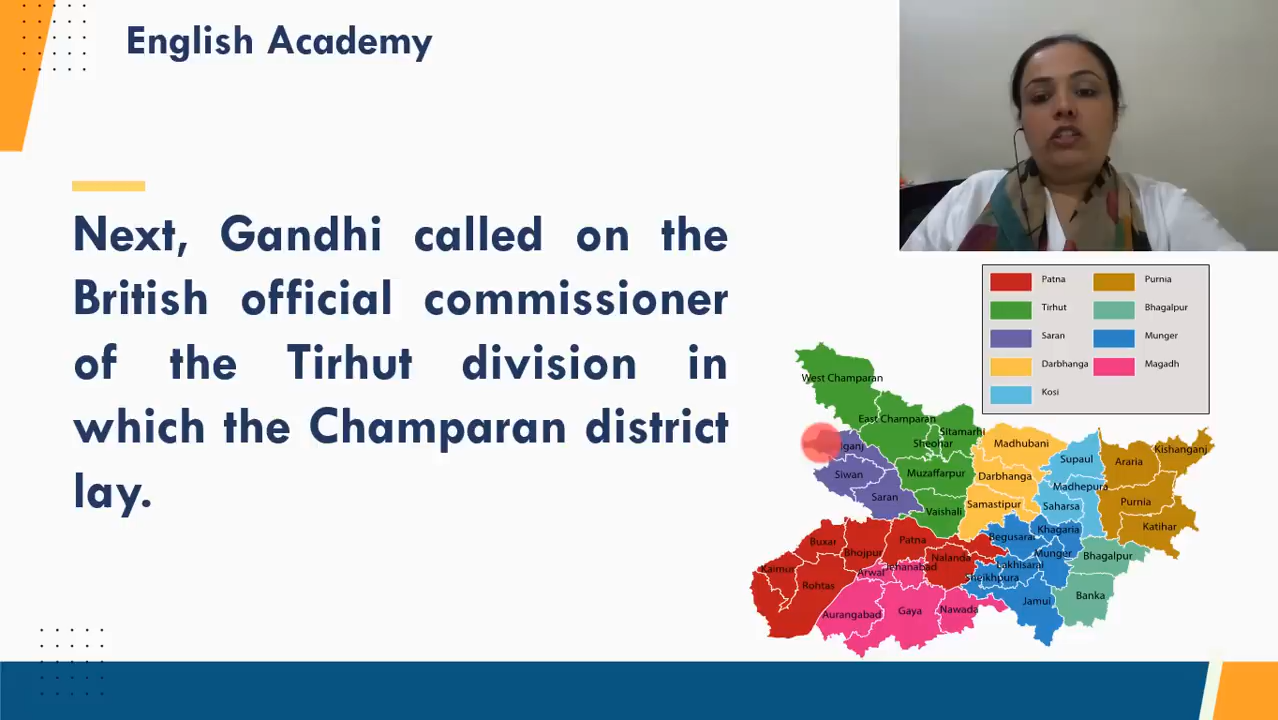 English Academy
Next, Gandhi called on the
British official commissioner
of the Tirhut division in
which the Champaran district
lay.
Patna
Tirhut
Saran
Darbhanga
Kosi
Purnia
Bhagalpur
Munger
Magadh
West Champaran
East Champaran
Sitamarhi
Sheohar
Siwan
Saran
Muzaffarpur
Vaishali
Madhubani
Darbhanga
Samastipur
Supaul
Madhepura
Saharsa
Araria
Kishanganj
Purnia
Katihar
Buxar
Bhojpur
Patna
Nalanda
Kaimur
Rohtas
Arwal
Jehanabad
Aurangabad
Gaya
Nawada
Begusarai
Khagaria
Munger
Lakhisarai
Sheikhpura
Jamui
Bhagalpur
Banka